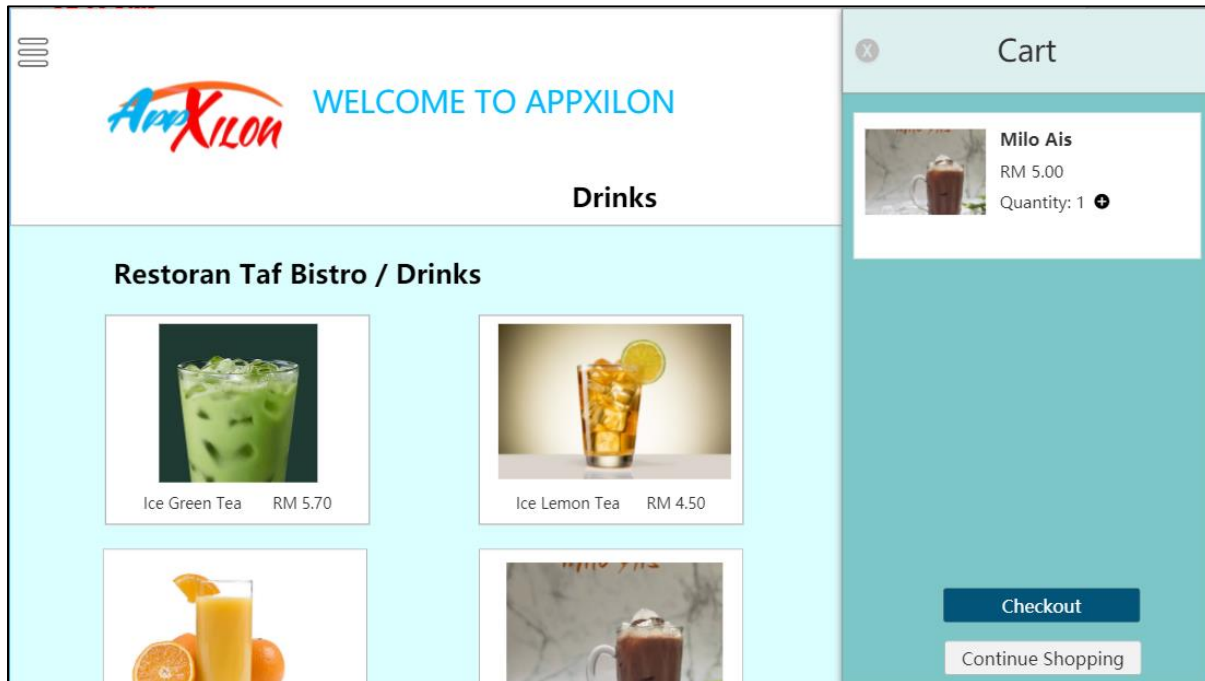 AppXilon
WELCOME TO APPXILON
Drinks
Restoran Taf Bistro / Drinks
Ice Green Tea RM 5.70
Ice Lemon Tea RM 4.50
X
Cart
Milo Ais
RM 5.00
Quantity: 1
Checkout
Continue Shopping